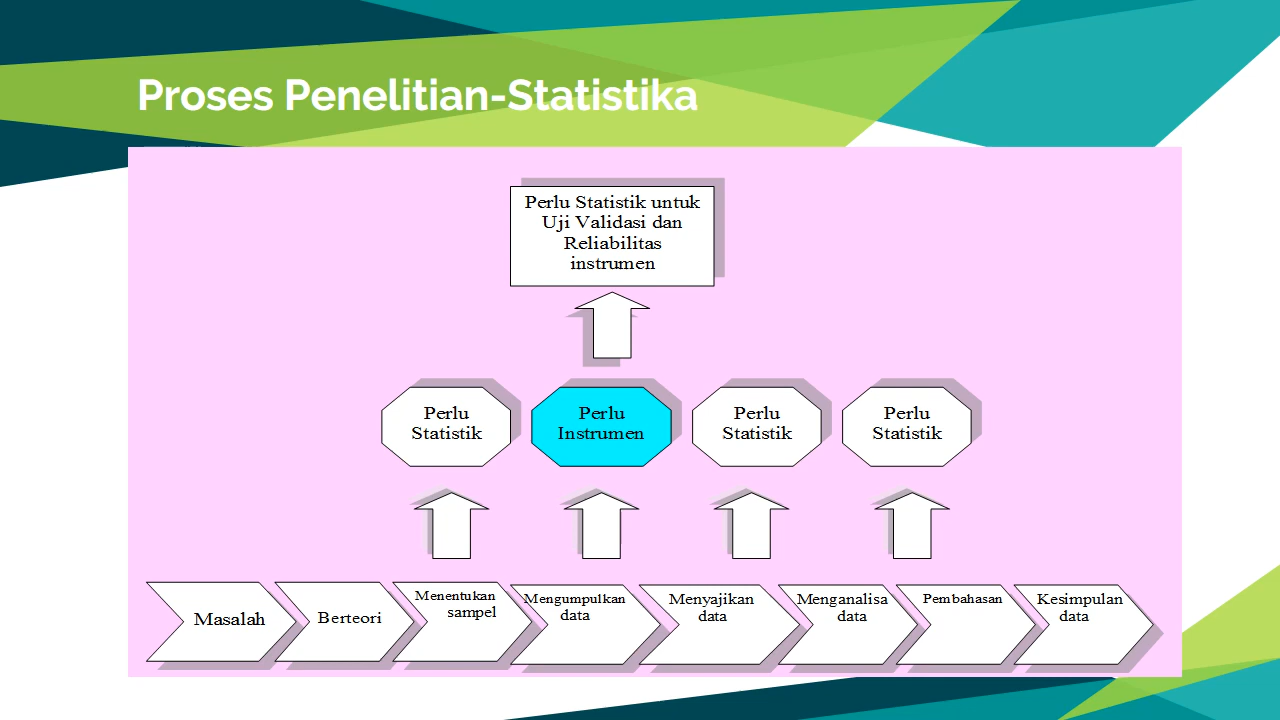 Proses Penelitian-Statistika
Perlu Statistik untuk
Uji Validasi dan
Reliabilitas
instrumen
Perlu
Statistik
Perlu
Instrumen
Perlu
Statistik
Perlu
Statistik
Masalah
Berteori
Menentukan
sampel
Mengumpulkan
data
Menyajikan
data
Menganalisa
data
Pembahasan
Kesimpulan
data